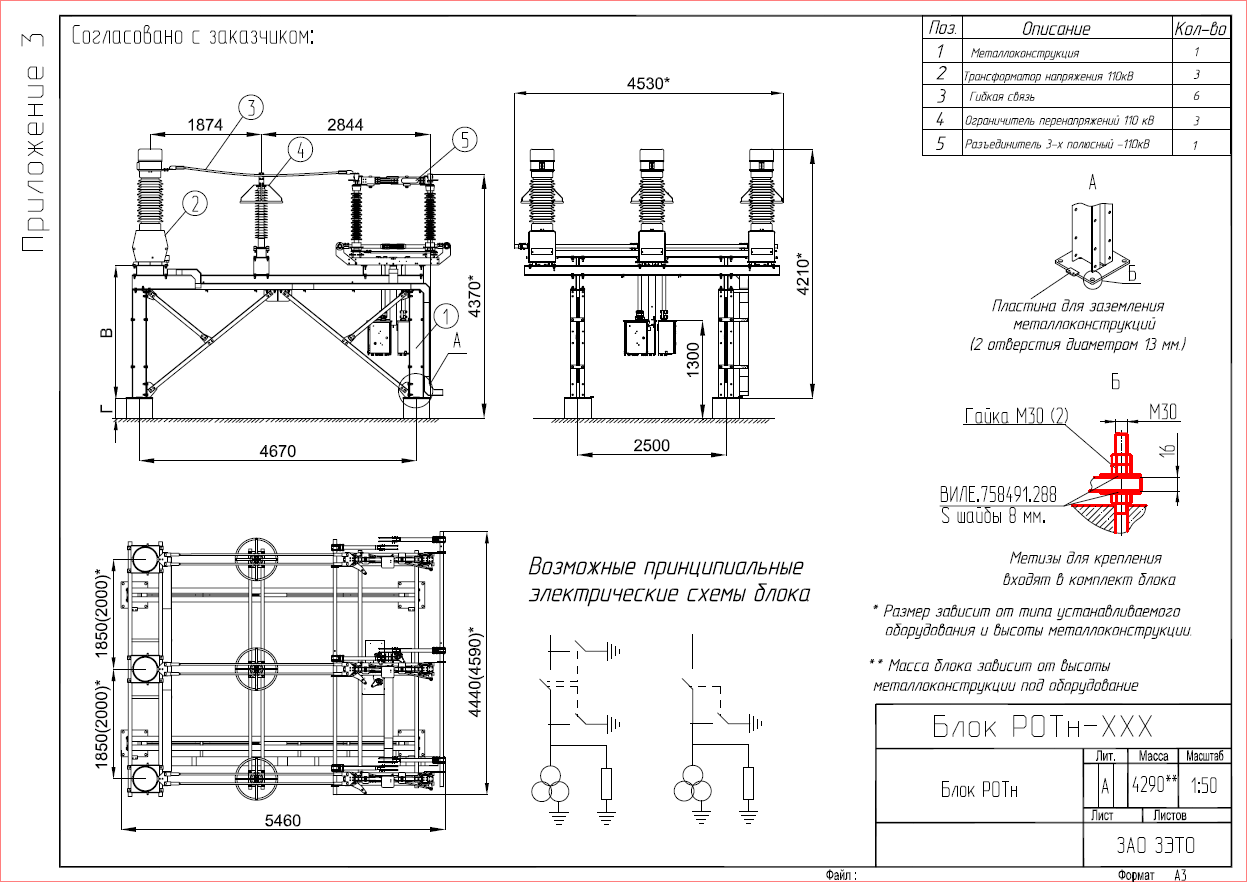 Приложение 3
Согласовано с заказчиком:
Поз. Описание Кол-во
1 Металлоконструкция 1
2 Трансформатор напряжения 110кВ 3
3 Гибкая связь 6
4 Ограничитель перенапряжений 110 кВ 3
5 Разъединитель 3-х полюсный -110кВ 1
1874
2844
3
4
5
2
1
А
В
Г
4370*
4670
4530*
4210*
1300
2500
А
Б
Пластина для заземления
металлоконструкций
(2 отверстия диаметром 13 мм.)
Б
Гайка М30 (2)
М30
16
ВИЛЕ.758491.288
S шайбы 8 мм.
Метизы для крепления
входят в комплект блока
* Размер зависит от типа устанавливаемого
оборудования и высоты металлоконструкции.
** Масса блока зависит от высоты
металлоконструкции под оборудование
1850(2000)*
1850(2000)*
4440(4590)*
5460
Возможные принципиальные
электрические схемы блока
Блок РОТн-ХХХ
Блок РОТн
Лит. Масса Масштаб
А 4290** 1:50
Лист Листов
ЗАО ЗЭТО
Файл :
Формат А3